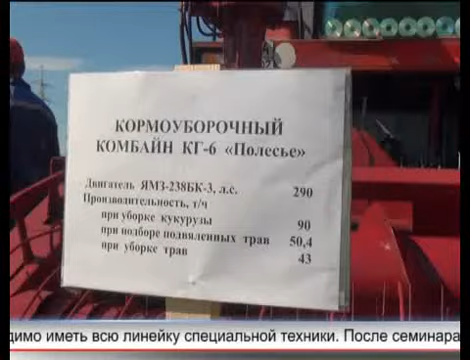 КОРМОУБОРОЧНЫЙ
КОМБАЙН КГ-6 «Полесье»
Двигатель ЯМЗ-238БК-3, л.с. 290
Производительность, т/ч
при уборке кукурузы 90
при подборе подвяленных трав 50,4
при уборке трав 43
димо иметь всю линейку специальной техники. После семинара